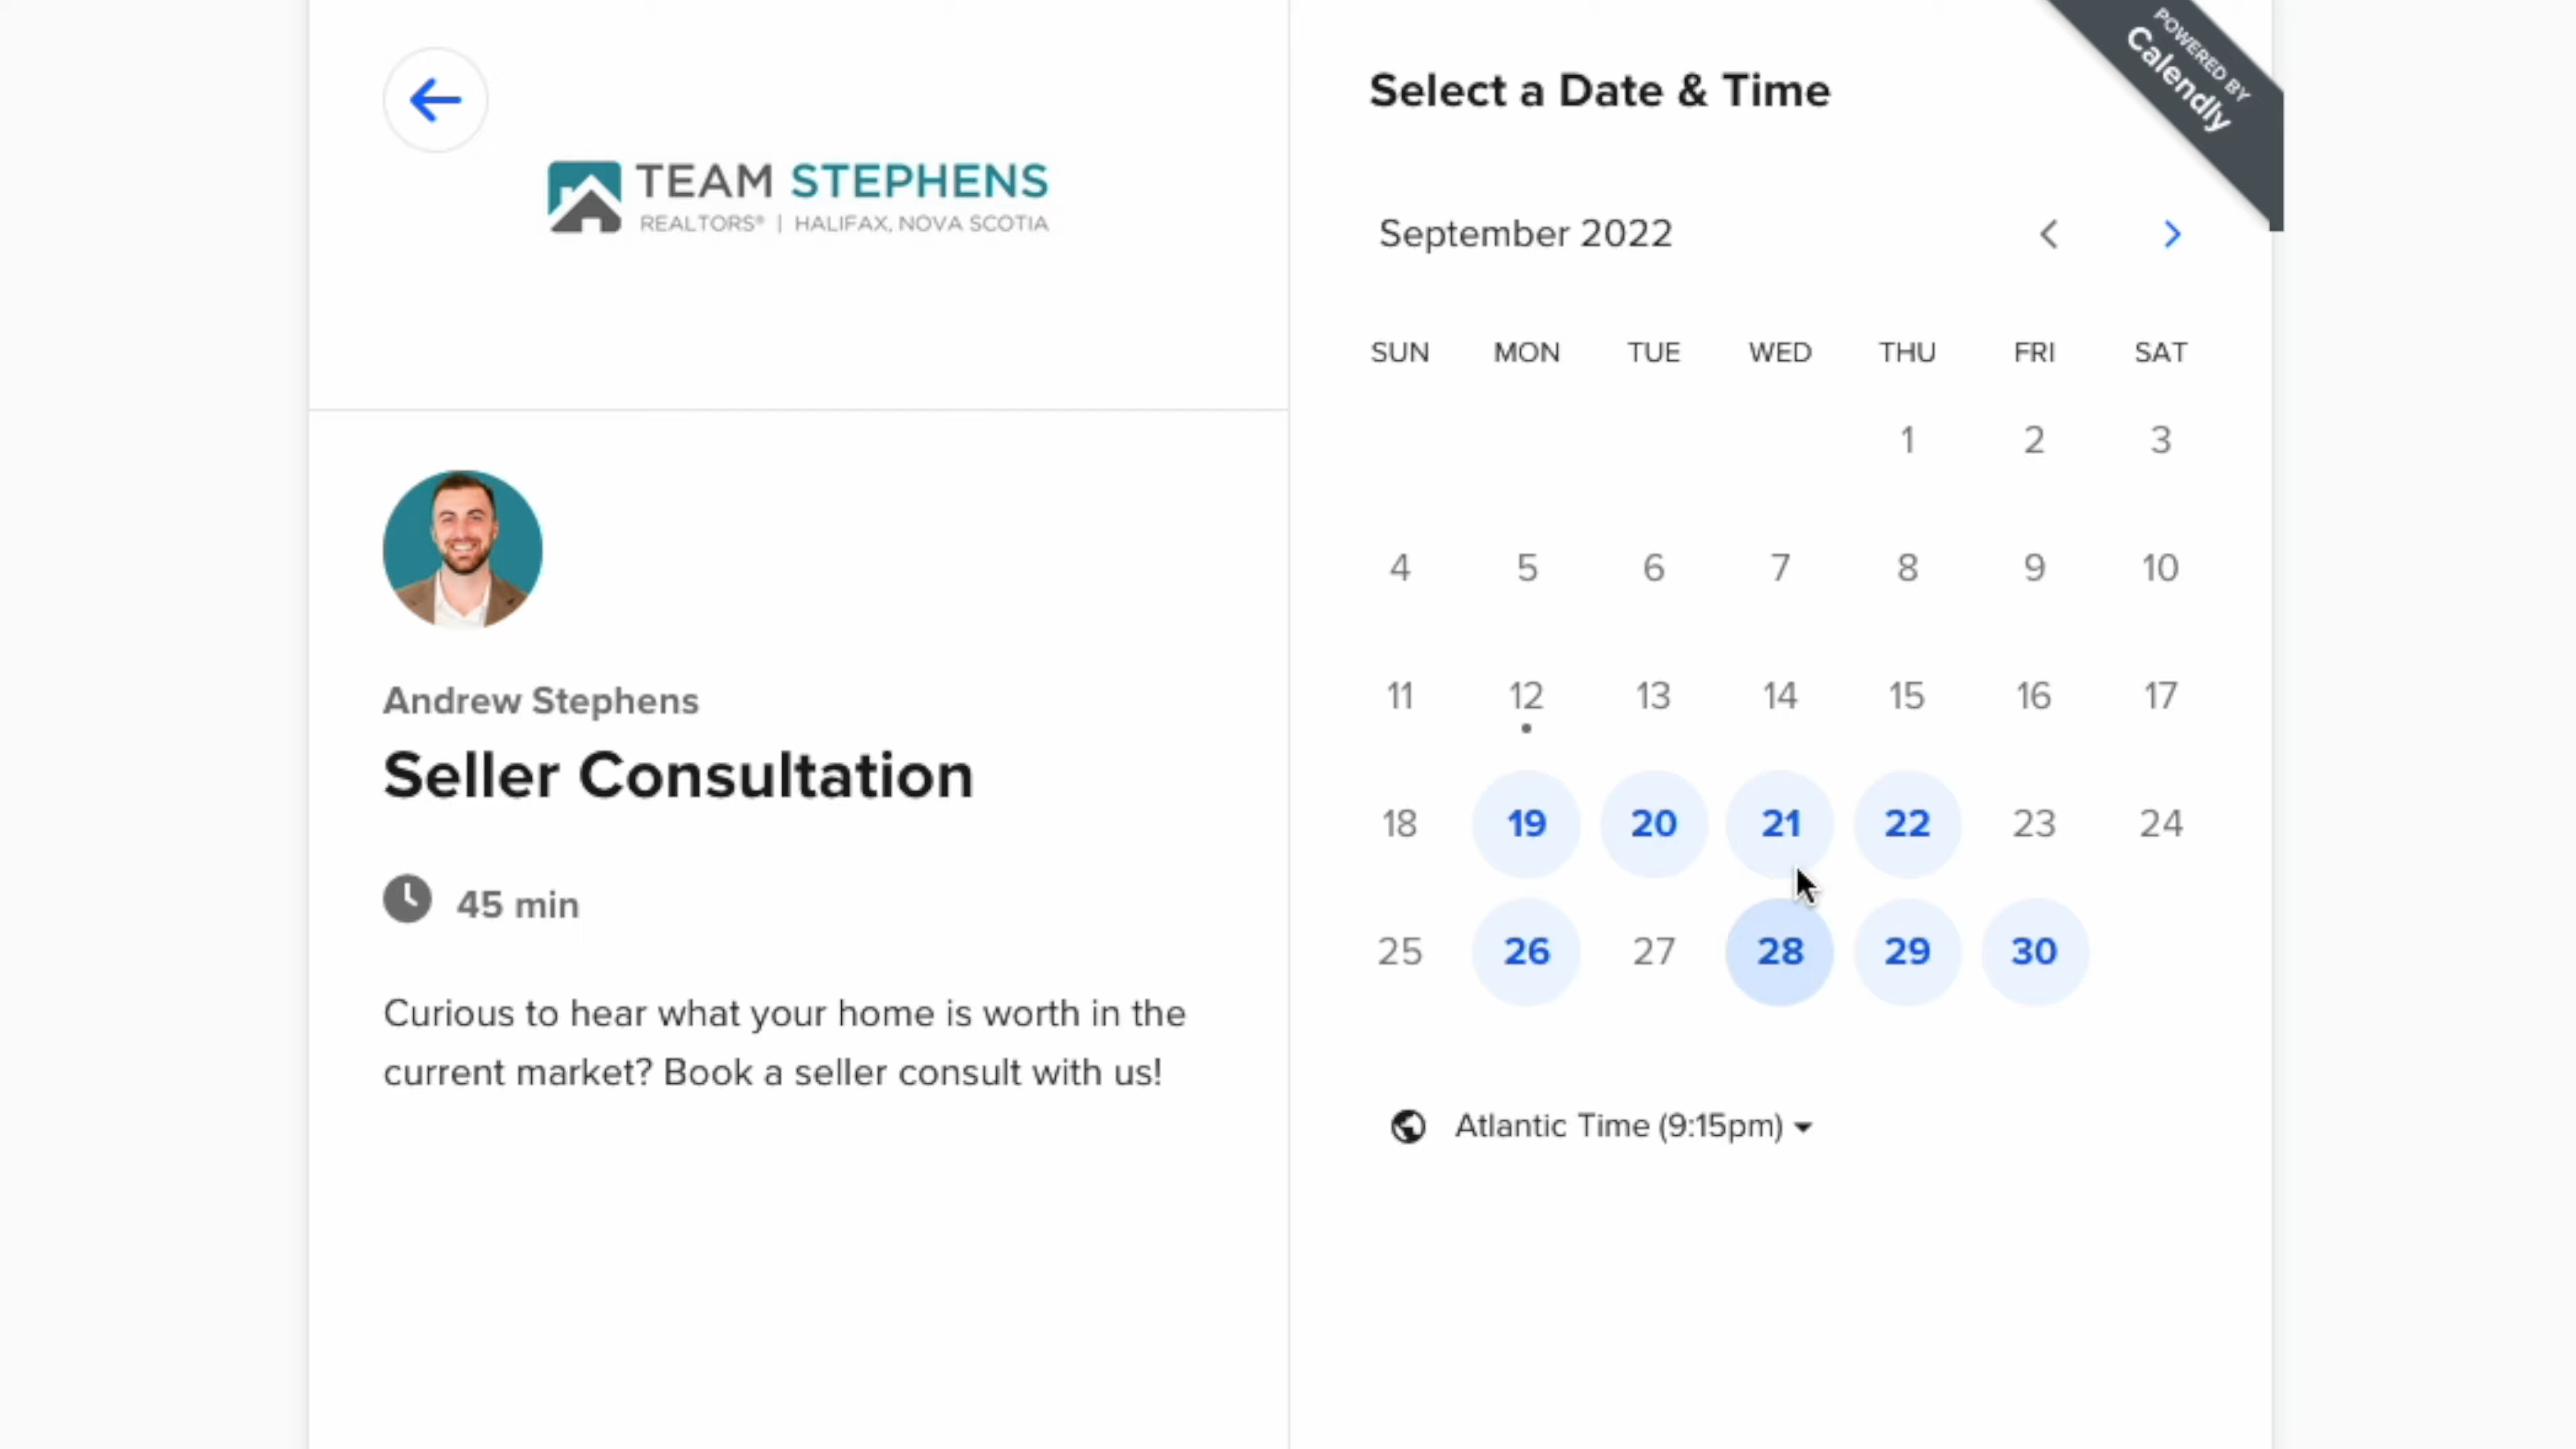 TEAM STEPHENS
REALTORS® | HALIFAX, NOVA SCOTIA
Andrew Stephens
Seller Consultation
45 min
Curious to hear what your home is worth in the
current market? Book a seller consult with us!
POWERED BY
Calendly
Select a Date & Time
September 2022
SUN MON TUE WED THU FRI SAT
1 2 3
4 5 6 7 8 9 10
11 12 13 14 15 16 17
18 19 20 21 22 23 24
25 26 27 28 29 30
Atlantic Time (9:15pm)